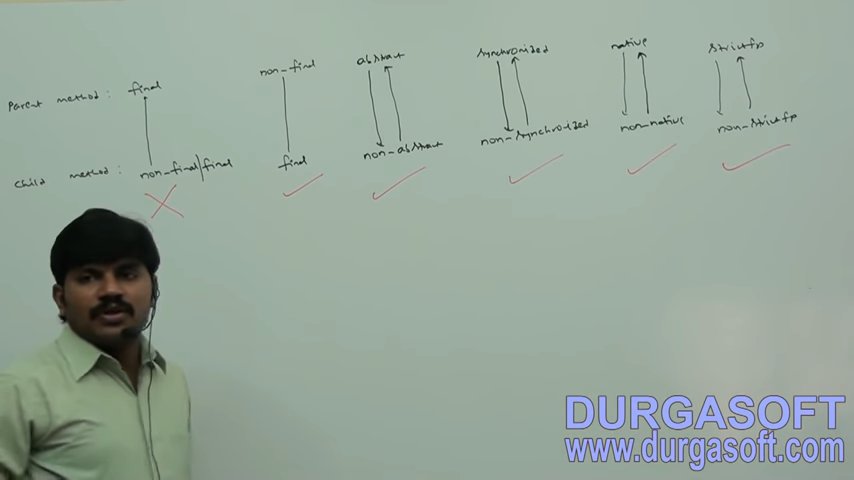 Parent method : final non-final abstract synchronized native strictfp
child method : non-final/final final non-abstract non-synchronized non-native non-strictfp
DURGASOFT
www.durgasoft.com